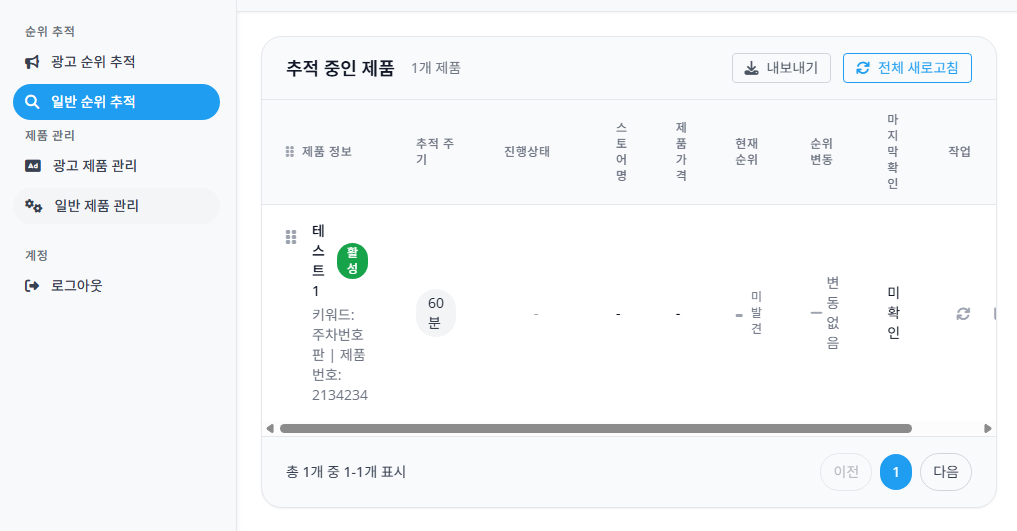 순위 추적
광고 순위 추적
일반 순위 추적
제품 관리
Ad 광고 제품 관리
일반 제품 관리
계정
로그아웃
추적 중인 제품 1개 제품
내보내기
전체 새로고침
제품 정보
추적 주
기
진행상태
스
토
어
명
제
품
가
격
현재
순위
순위
변동
마
지
막
확
인
작업
테
스
트
1
활
성
키워드:
주차번호
판 | 제품
번호:
2134234
60
분
-
-
-
미
발
견
변
동
없
음
미
확
인
총 1개 중 1-1개 표시
이전
1
다음